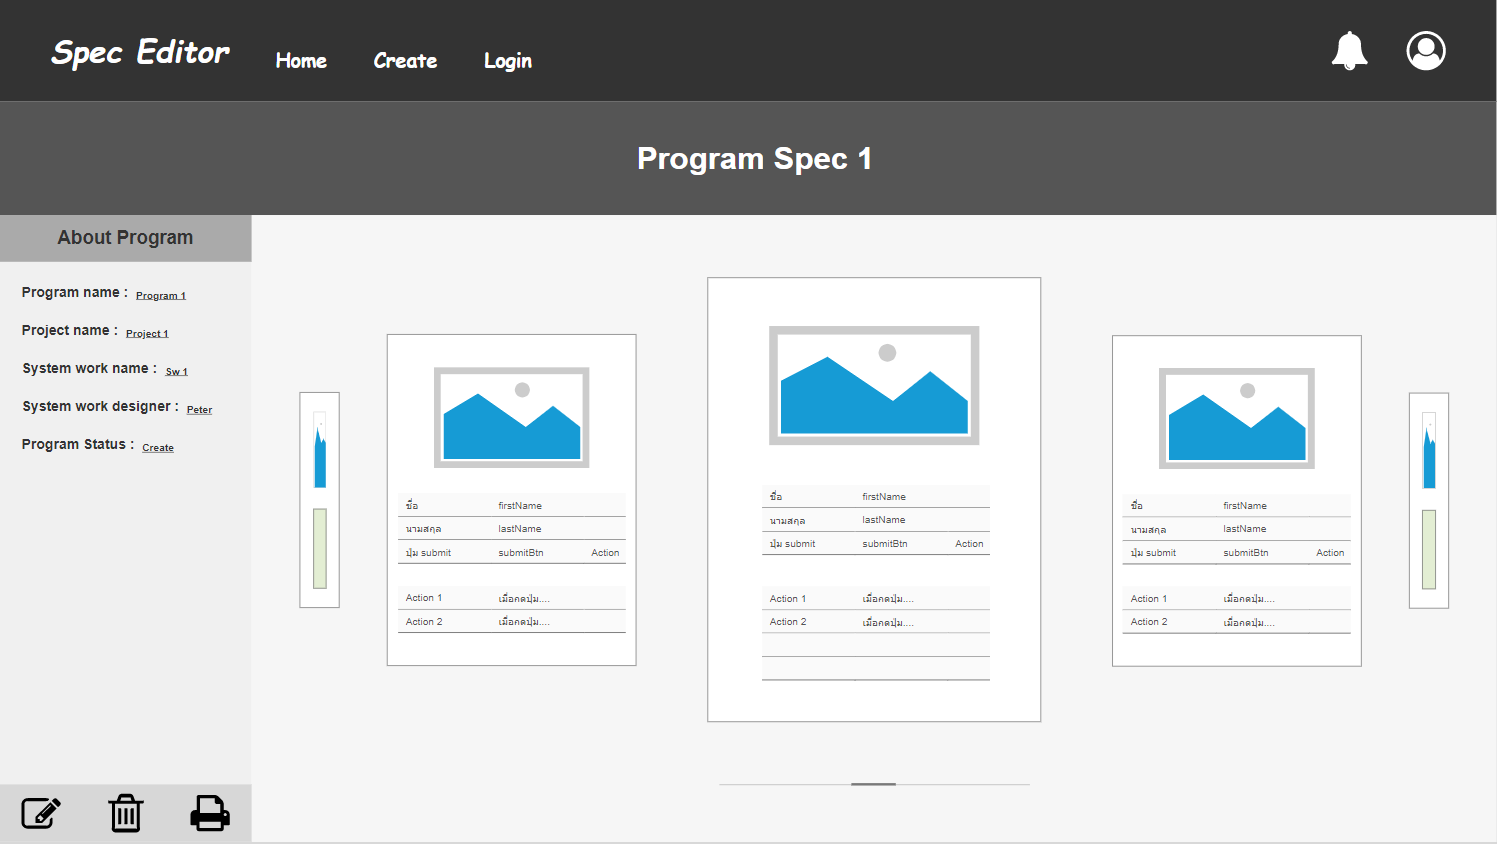 Spec Editor
Home Create Login
Program Spec 1
About Program
Program name : Program 1
Project name : Project 1
System work name : Sw 1
System work designer : Peter
Program Status : Create
ชื่อ firstName
นามสกุล lastName
ปุ่ม submit submitBtn Action
Action 1 เมื่อกดปุ่ม....
Action 2 เมื่อกดปุ่ม....
ชื่อ firstName
นามสกุล lastName
ปุ่ม submit submitBtn Action
Action 1 เมื่อกดปุ่ม....
Action 2 เมื่อกดปุ่ม....
ชื่อ firstName
นามสกุล lastName
ปุ่ม submit submitBtn Action
Action 1 เมื่อกดปุ่ม....
Action 2 เมื่อกดปุ่ม....